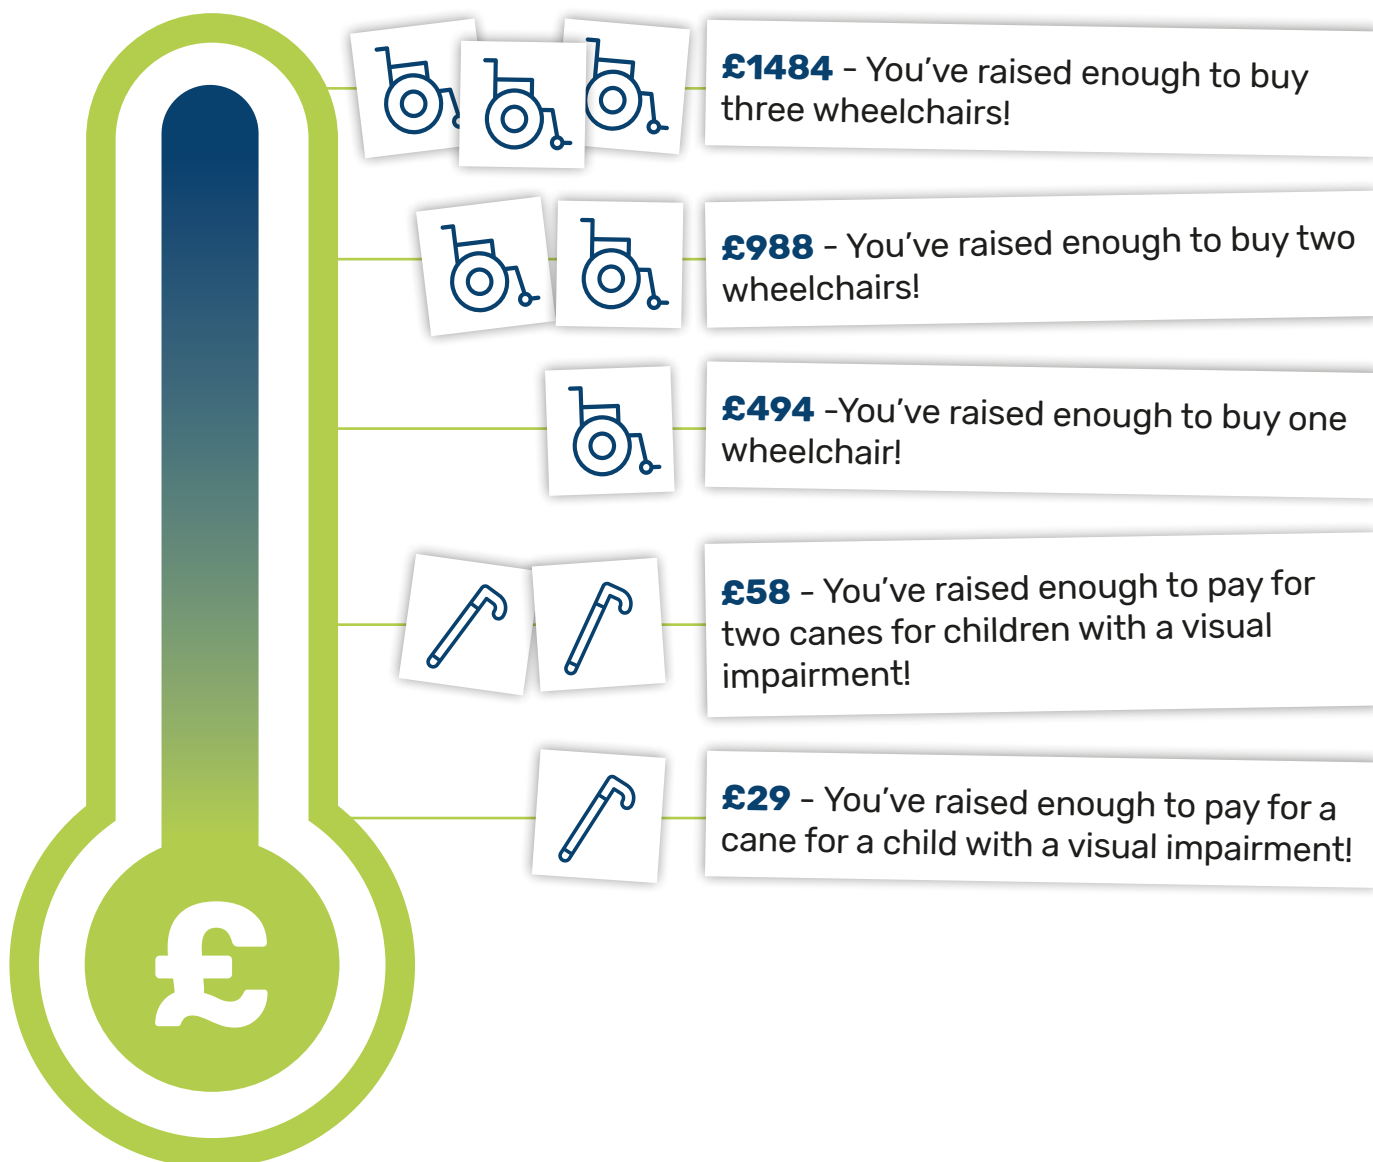 £1484 - You’ve raised enough to buy
three wheelchairs!
£988 - You’ve raised enough to buy two
wheelchairs!
£494 -You’ve raised enough to buy one
wheelchair!
£58 - You’ve raised enough to pay for
two canes for children with a visual
impairment!
£29 - You’ve raised enough to pay for a
cane for a child with a visual impairment!
£